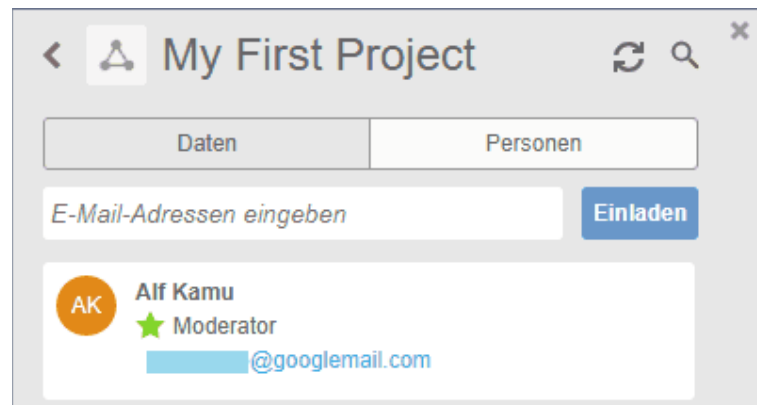 My First Project
Daten Personen
E-Mail-Adressen eingeben Einladen
AK Alf Kamu
Moderator
@googlemail.com